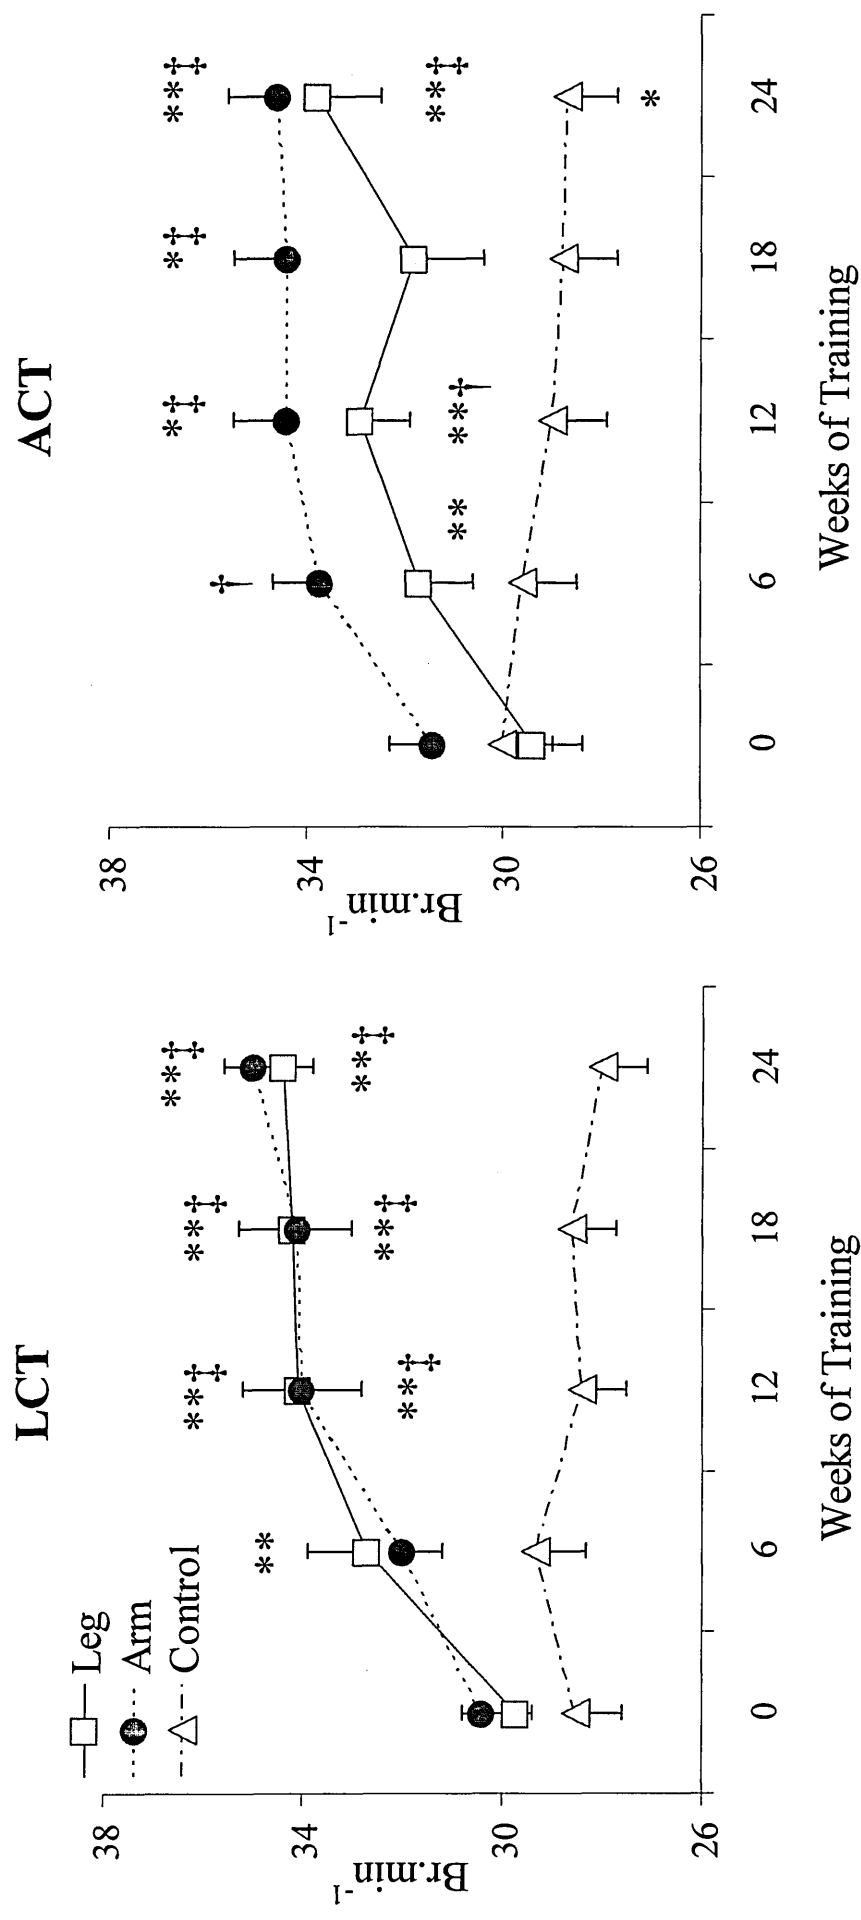 LCT
Leg
Arm
Control
**
**‡
**‡
**‡
**‡
**‡
**‡
38
34
30
26
Br.min⁻¹
0 6 12 18 24
Weeks of Training
ACT
†
*‡
*‡
**‡
**
**†
**‡
*
38
34
30
26
Br.min⁻¹
0 6 12 18 24
Weeks of Training